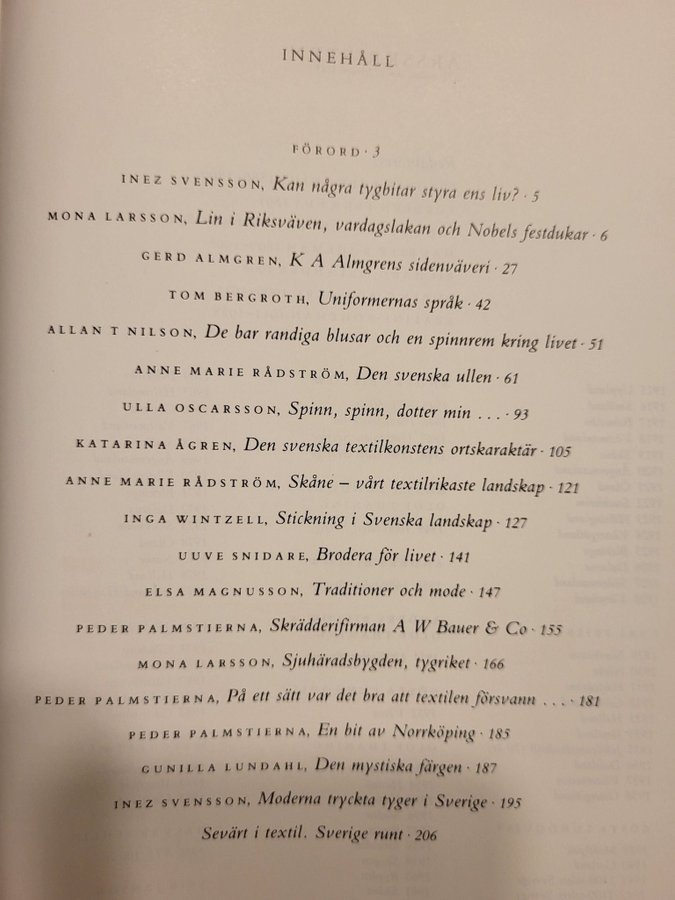 INNEHÅLL
FÖRORD · 3
INEZ SVENSSON, Kan några tygbitar styra ens liv? · 5
MONA LARSSON, Lin i Riksväven, vardagslakan och Nobels festdukar · 6
GERD ALMGREN, K A Almgrens sidenväveri · 27
TOM BERGROTH, Uniformernas språk · 42
ALLAN T NILSON, De bar randiga blusar och en spinnrem kring livet · 51
ANNE MARIE RÅDSTRÖM, Den svenska ullen · 61
ULLA OSCARSSON, Spinn, spinn, dotter min ... · 93
KATARINA ÅGREN, Den svenska textilkonstens ortskaraktär · 105
ANNE MARIE RÅDSTRÖM, Skåne – vårt textilrikaste landskap · 121
INGA WINTZELL, Stickning i Svenska landskap · 127
UUVE SNIDARE, Brodera för livet · 141
ELSA MAGNUSSON, Traditioner och mode · 147
PEDER PALMSTIERNA, Skrädderifirman A W Bauer & Co · 155
MONA LARSSON, Sjuhäradsbygden, tygriket · 166
PEDER PALMSTIERNA, På ett sätt var det bra att textilen försvann ... · 181
PEDER PALMSTIERNA, En bit av Norrköping · 185
GUNILLA LUNDAHL, Den mystiska färgen · 187
INEZ SVENSSON, Moderna tryckta tyger i Sverige · 195
Sevärt i textil. Sverige runt · 206